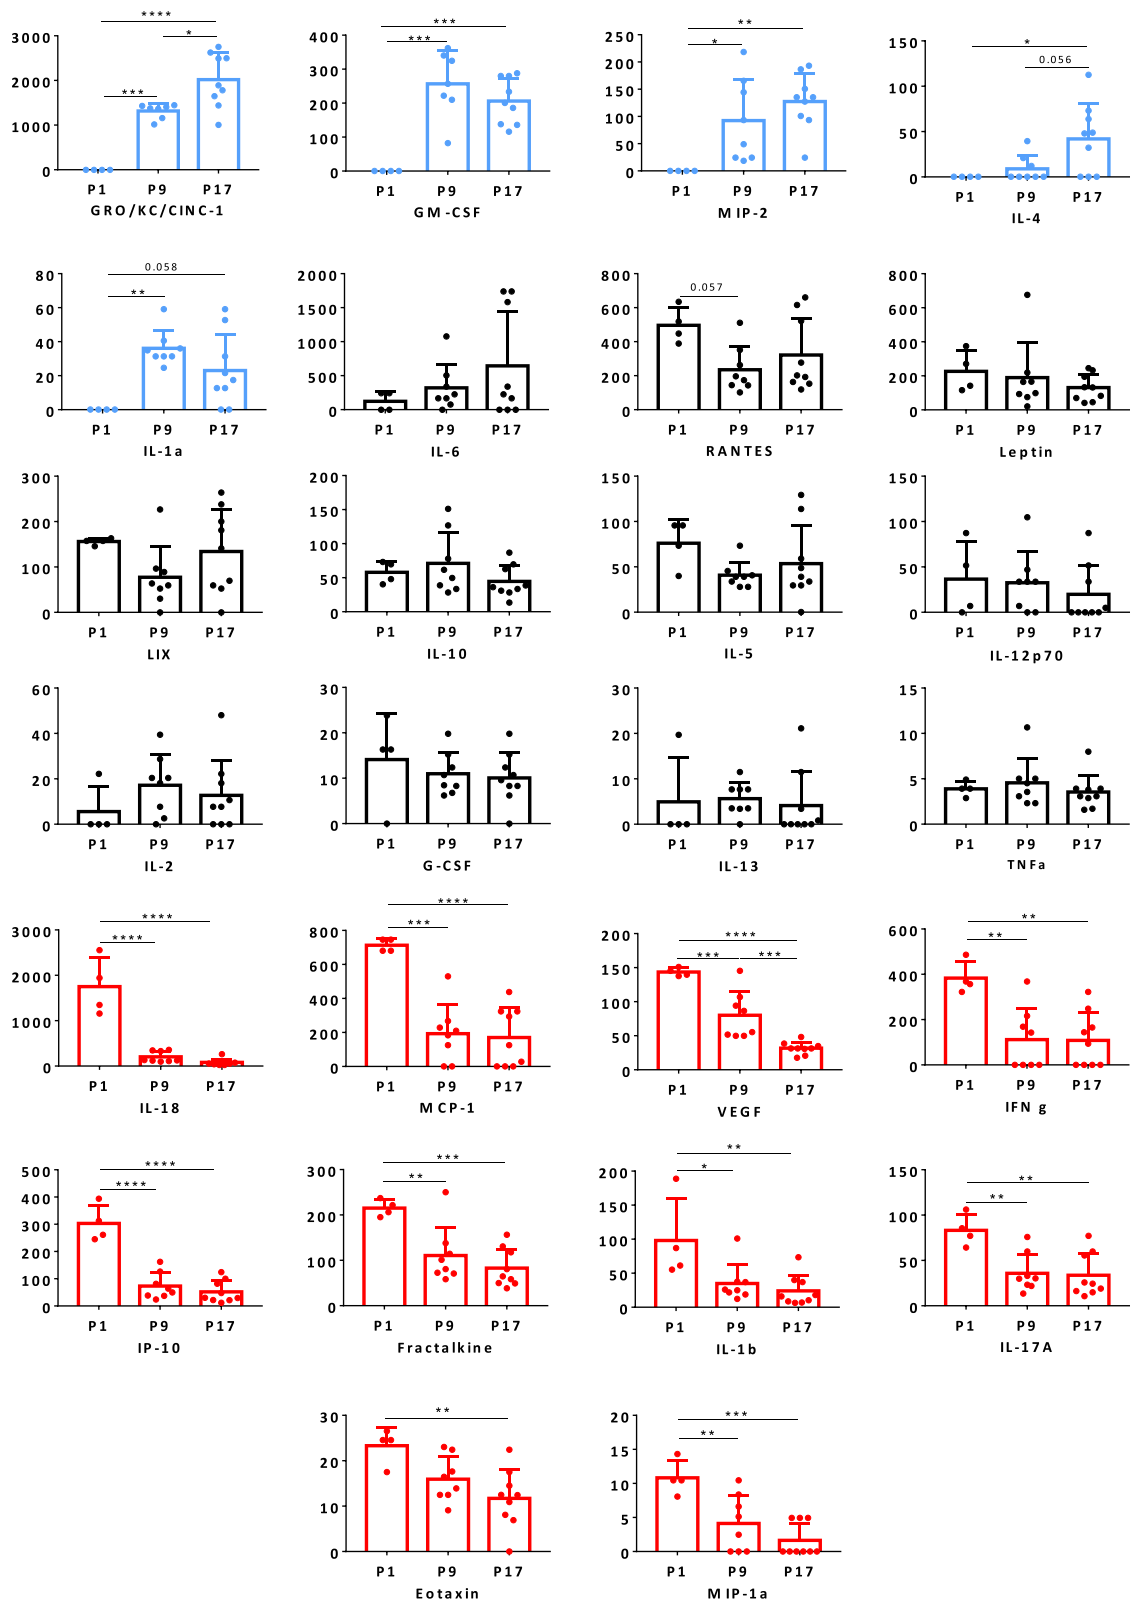 **** *** ** *
* *** * 0.056
***
3000 400 250 150
2000 300 200 100
1000 200 150 50
0 100 100 0
0 50
0
P1 P9 P17 P1 P9 P17 P1 P9 P17 P1 P9 P17
GRO/KC/CINC-1 GM-CSF MIP-2 IL-4
0.058
** 0.057
80 2000 800 800
60 1500 600 600
40 1000 400 400
20 500 200 200
0 0 0 0
P1 P9 P17 P1 P9 P17 P1 P9 P17 P1 P9 P17
IL-1a IL-6 RANTES Leptin
300 200 150 150
200 150 100 100
100 100 50 50
0 50 0 0
0
P1 P9 P17 P1 P9 P17 P1 P9 P17 P1 P9 P17
LIX IL-10 IL-5 IL-12p70
60 30 30 15
40 20 20 10
20 10 10 5
0 0 0 0
P1 P9 P17 P1 P9 P17 P1 P9 P17 P1 P9 P17
IL-2 G-CSF IL-13 TNFa
**** **** **** **
**** *** *** *** **
3000 800 200 600
2000 600 150 400
1000 400 100 200
0 200 50 0
0 0
P1 P9 P17 P1 P9 P17 P1 P9 P17 P1 P9 P17
IL-18 MCP-1 VEGF IFN g
**** *** ** **
**** ** * **
500 300 200 150
400 200 150 100
300 100 100 50
200 0 50 0
100 0
0
P1 P9 P17 P1 P9 P17 P1 P9 P17 P1 P9 P17
IP-10 Fractalkine IL-1b IL-17A
** ***
**
30 20
20 15
10 10
0 5
0
P1 P9 P17 P1 P9 P17
Eotaxin MIP-1a